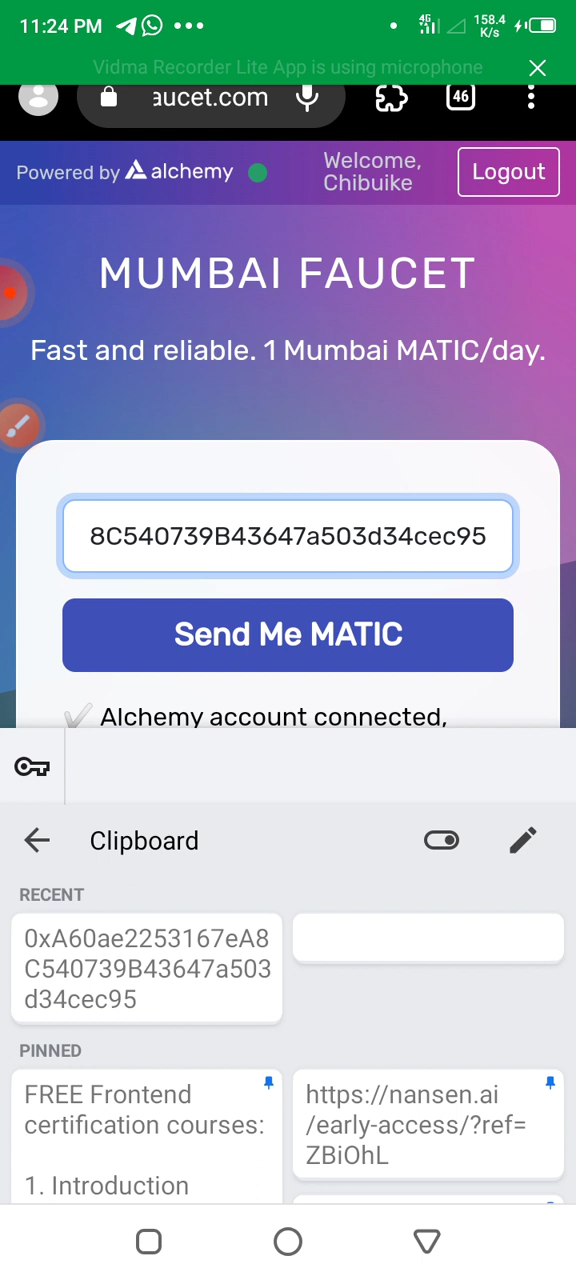 11:24 PM
4G
158.4
K/s
Vidma Recorder Lite App is using microphone
aucet.com
46
Powered by alchemy
Welcome,
Chibuike
Logout
MUMBAI FAUCET
Fast and reliable. 1 Mumbai MATIC/day.
8C540739B43647a503d34cec95
Send Me MATIC
Alchemy account connected,
Clipboard
RECENT
0xA60ae2253167eA8
C540739B43647a503
d34cec95
PINNED
FREE Frontend
certification courses:
1. Introduction
https://nansen.ai
/early-access/?ref=
ZBiOhL